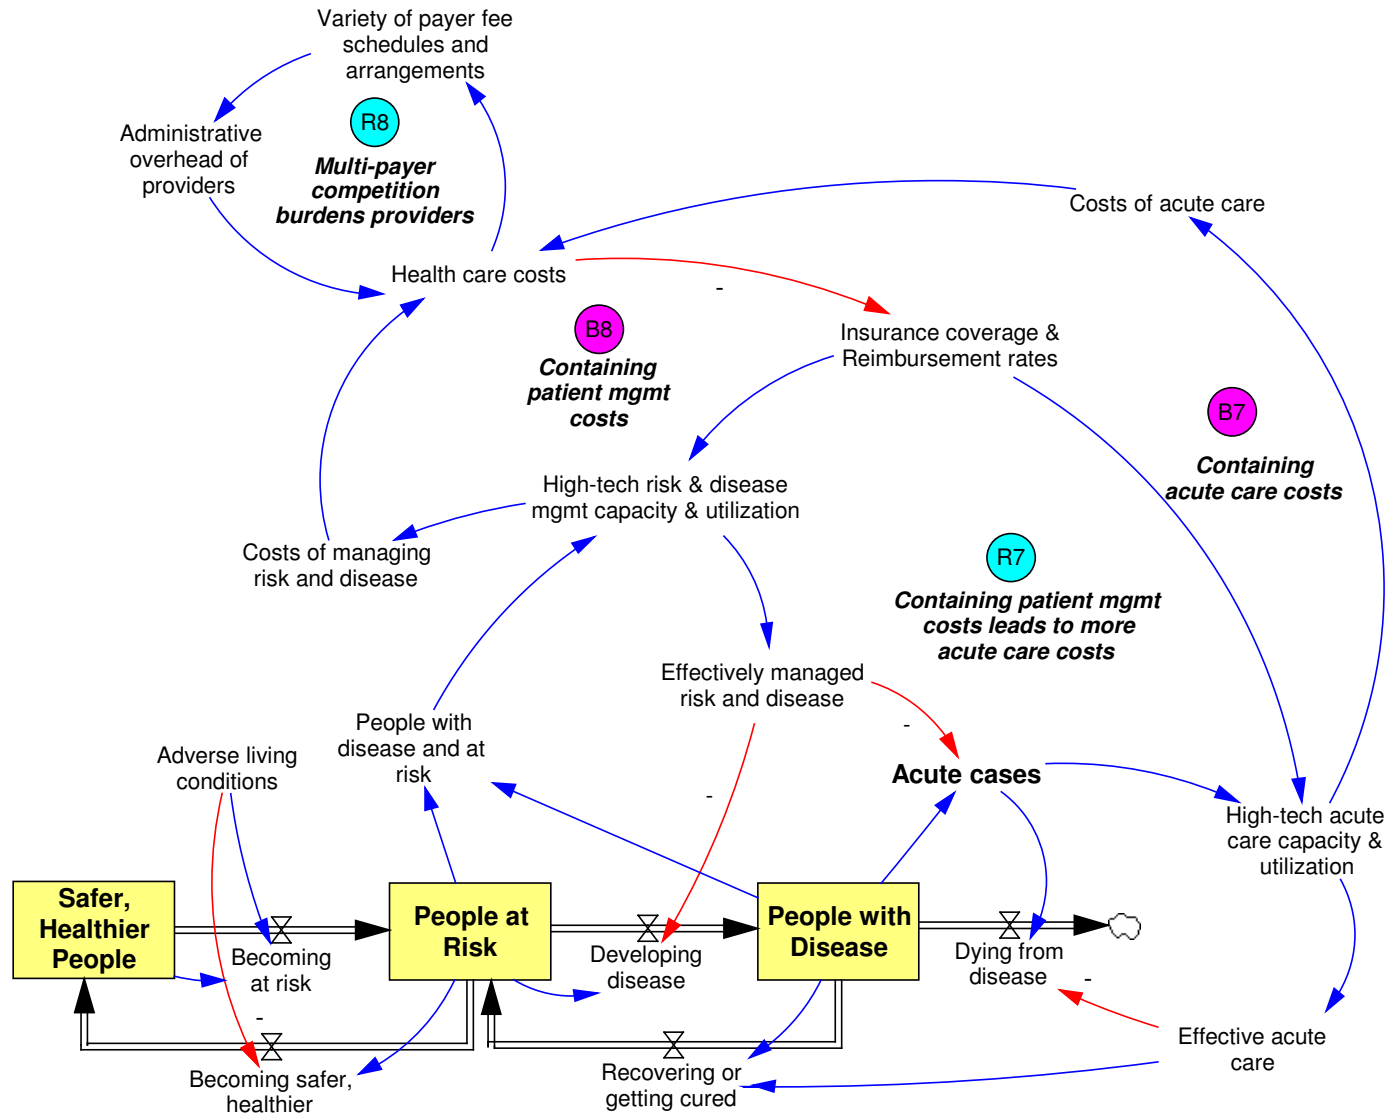 Variety of payer fee
schedules and
arrangements
R8
Administrative
overhead of
providers
Multi-payer
competition
burdens providers
Costs of acute care
Health care costs
-
B8
Insurance coverage &
Reimbursement rates
Containing
patient mgmt
costs
B7
Containing
acute care costs
High-tech risk & disease
mgmt capacity & utilization
Costs of managing
risk and disease
R7
Containing patient mgmt
costs leads to more
acute care costs
Effectively managed
risk and disease
-
People with
disease and at
risk
Adverse living
conditions
-
Acute cases
High-tech acute
care capacity &
utilization
Safer,
Healthier
People
People at
Risk
People with
Disease
Becoming
at risk
Developing
disease
Dying from
disease
-
-
Effective acute
care
Becoming safer,
healthier
Recovering or
getting cured